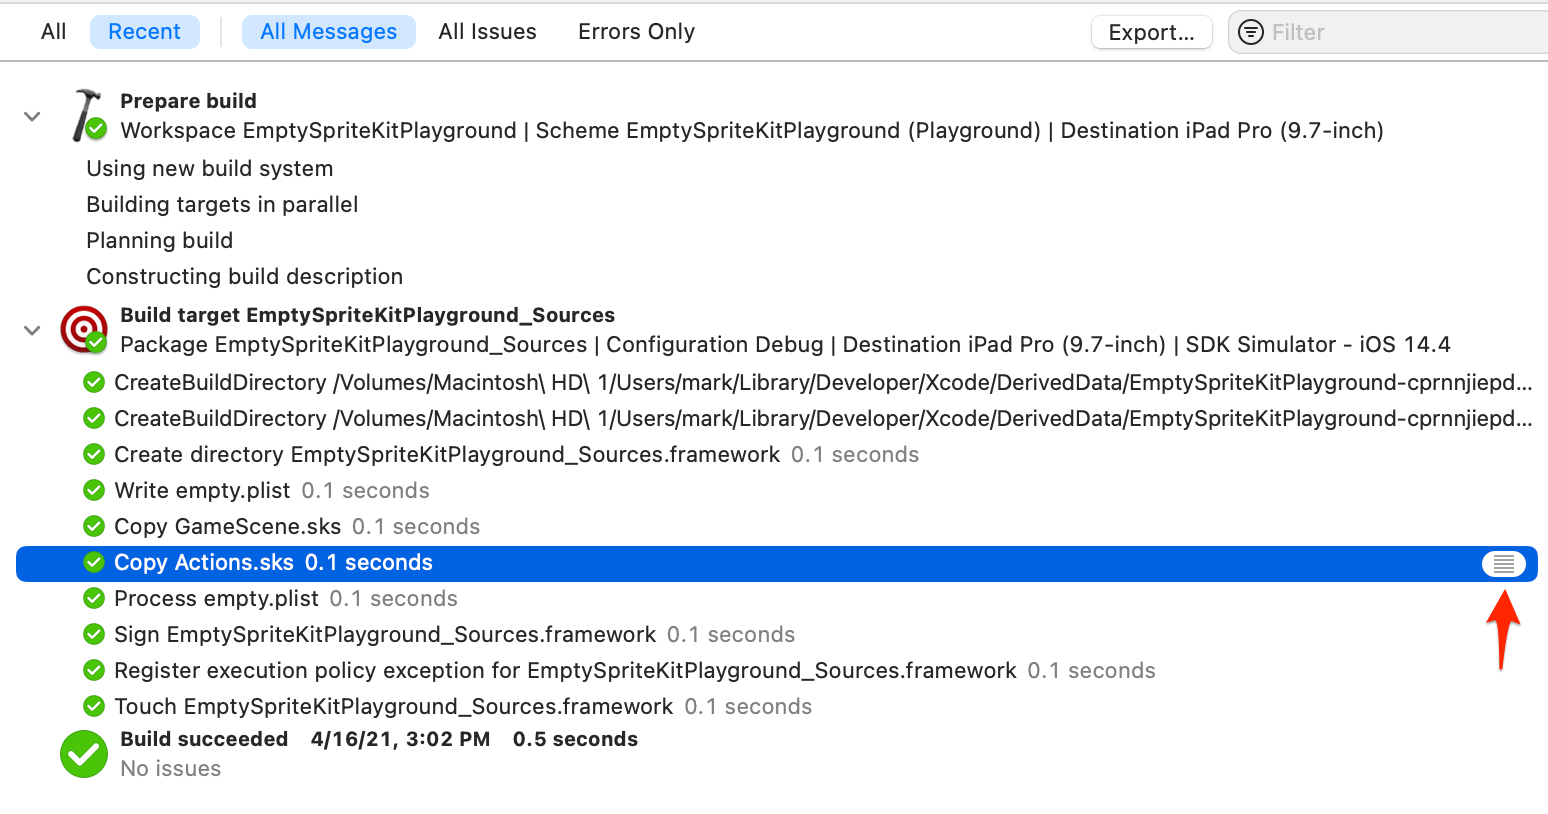 All Recent All Messages All Issues Errors Only Export... Filter
Prepare build
Workspace EmptySpriteKitPlayground | Scheme EmptySpriteKitPlayground (Playground) | Destination iPad Pro (9.7-inch)
Using new build system
Building targets in parallel
Planning build
Constructing build description
Build target EmptySpriteKitPlayground_Sources
Package EmptySpriteKitPlayground_Sources | Configuration Debug | Destination iPad Pro (9.7-inch) | SDK Simulator - iOS 14.4
CreateBuildDirectory /Volumes/Macintosh\ HD\ 1/Users/mark/Library/Developer/Xcode/DerivedData/EmptySpriteKitPlayground-cprnnjiepd...
CreateBuildDirectory /Volumes/Macintosh\ HD\ 1/Users/mark/Library/Developer/Xcode/DerivedData/EmptySpriteKitPlayground-cprnnjiepd...
Create directory EmptySpriteKitPlayground_Sources.framework 0.1 seconds
Write empty.plist 0.1 seconds
Copy GameScene.sks 0.1 seconds
Copy Actions.sks 0.1 seconds
Process empty.plist 0.1 seconds
Sign EmptySpriteKitPlayground_Sources.framework 0.1 seconds
Register execution policy exception for EmptySpriteKitPlayground_Sources.framework 0.1 seconds
Touch EmptySpriteKitPlayground_Sources.framework 0.1 seconds
Build succeeded 4/16/21, 3:02 PM 0.5 seconds
No issues